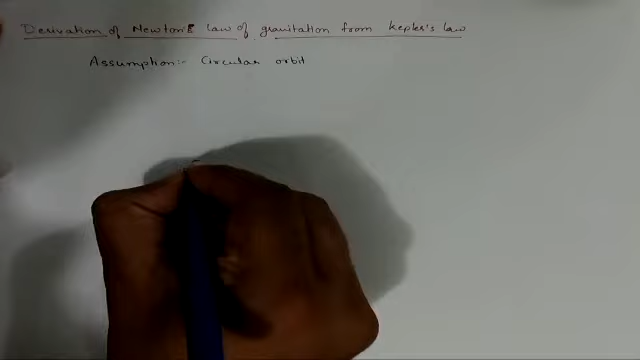 Derivation of Newton's law of gravitation from Kepler's law
Assumption:- Circular orbit